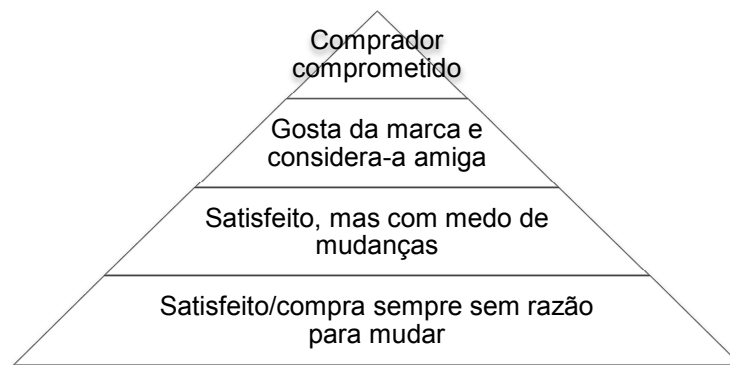 Comprador
comprometido
Gosta da marca e
considera-a amiga
Satisfeito, mas com medo de
mudanças
Satisfeito/compra sempre sem razão
para mudar